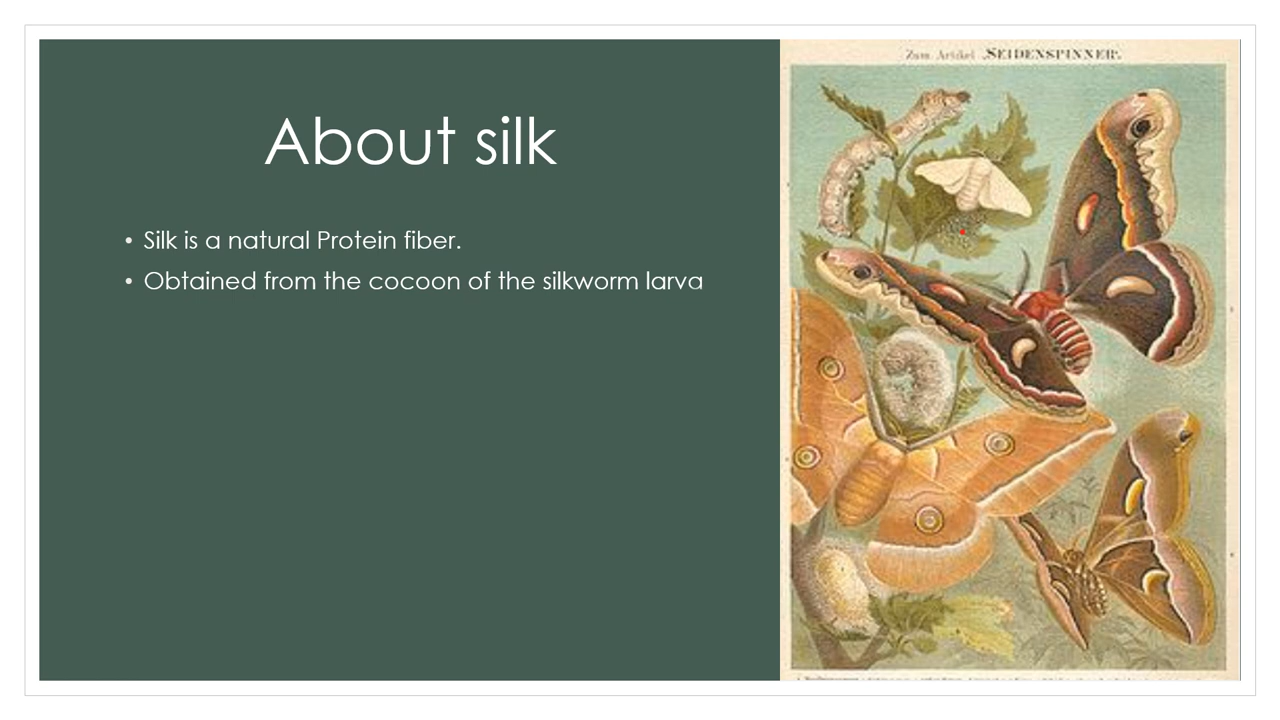 About silk
• Silk is a natural Protein fiber.
• Obtained from the cocoon of the silkworm larva
Zum Artikel „SEIDENSPINNER‟.